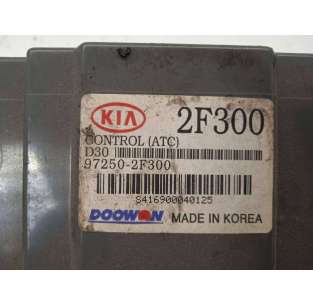 KIA 2F300
CONTROL (ATC)
D30
97250-2F300
S416900040125
DOOWON MADE IN KOREA